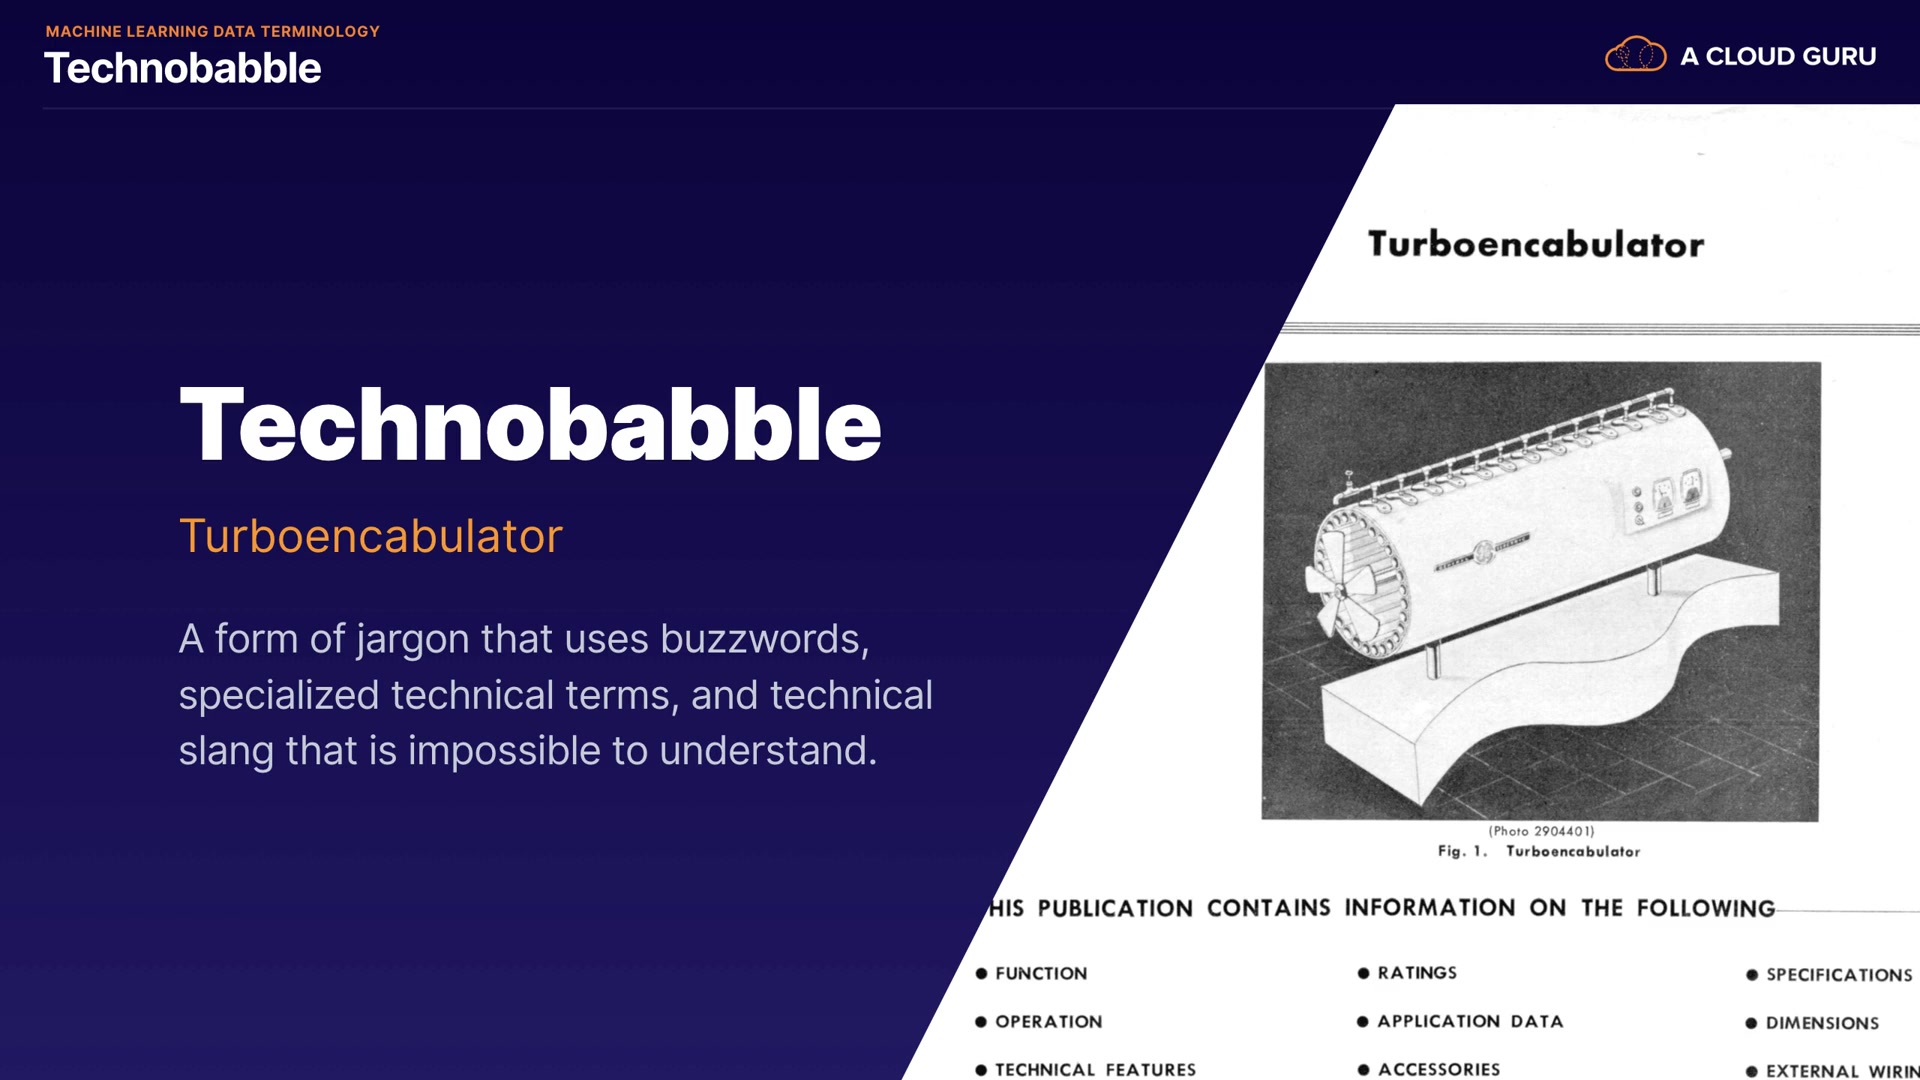 MACHINE LEARNING DATA TERMINOLOGY
Technobabble
A CLOUD GURU
Technobabble
Turboencabulator
A form of jargon that uses buzzwords,
specialized technical terms, and technical
slang that is impossible to understand.
Turboencabulator
(Photo 2904401)
Fig. 1. Turboencabulator
HIS PUBLICATION CONTAINS INFORMATION ON THE FOLLOWING
● FUNCTION
● RATINGS
● SPECIFICATIONS
● OPERATION
● APPLICATION DATA
● DIMENSIONS
● TECHNICAL FEATURES
● ACCESSORIES
● EXTERNAL WIRIN